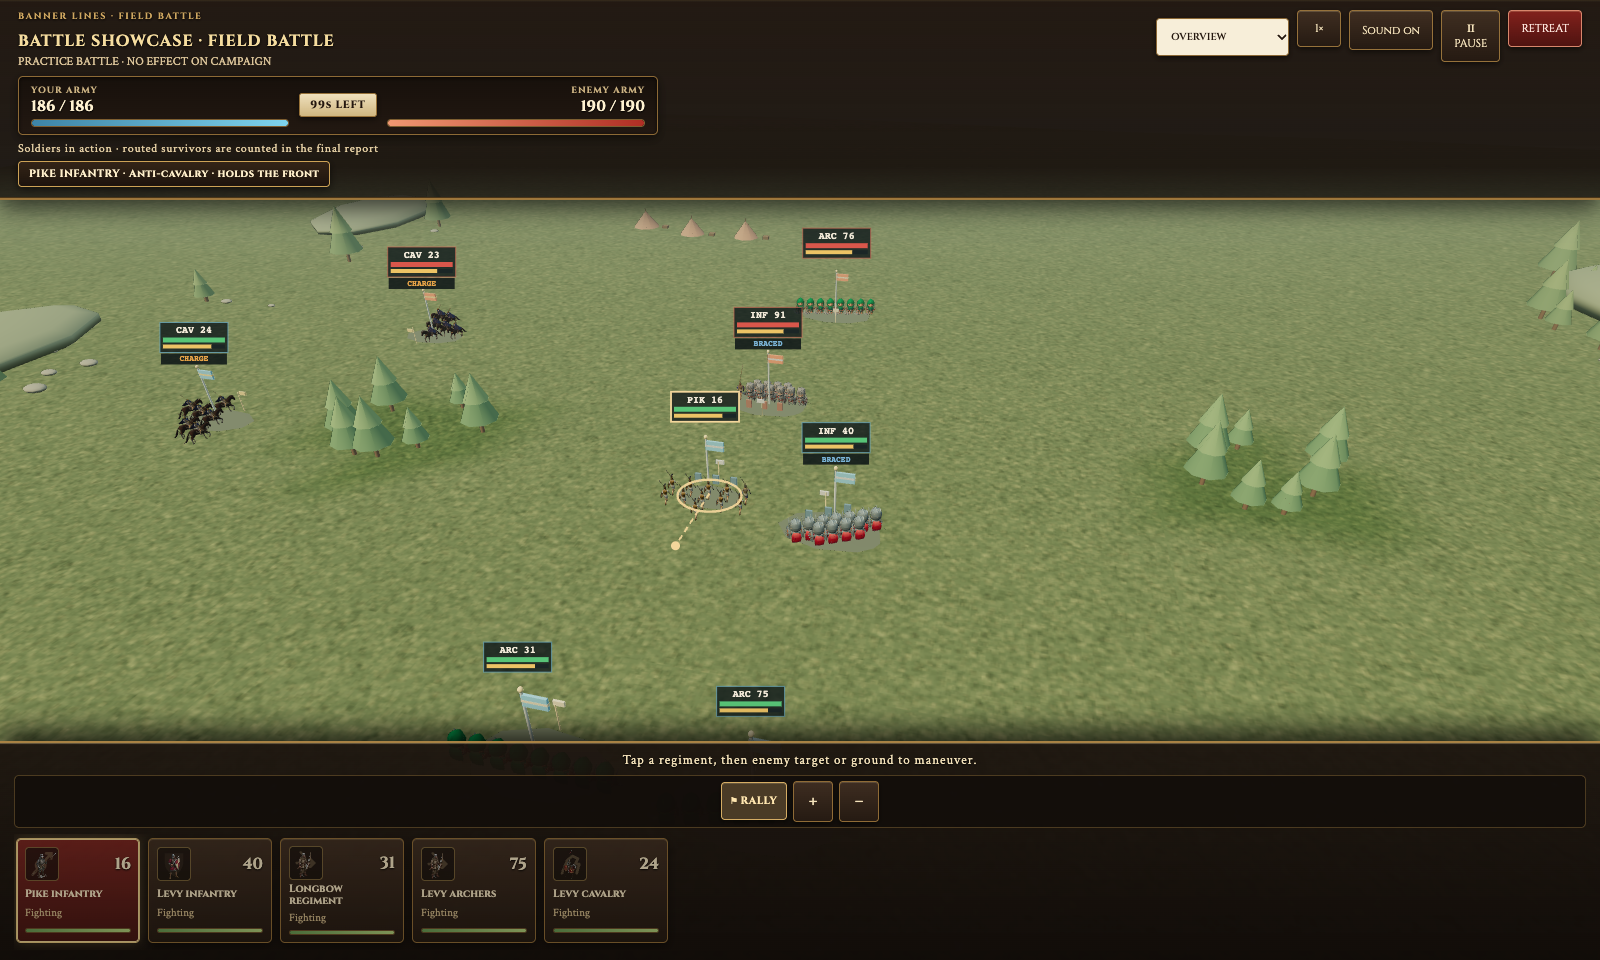 BANNER LINES · FIELD BATTLE
BATTLE SHOWCASE · FIELD BATTLE
PRACTICE BATTLE · NO EFFECT ON CAMPAIGN
OVERVIEW
1×
SOUND ON
II
PAUSE
RETREAT
YOUR ARMY
186 / 186
99S LEFT
ENEMY ARMY
190 / 190
Soldiers in action · routed survivors are counted in the final report
PIKE INFANTRY · ANTI-CAVALRY · HOLDS THE FRONT
ARC 76
CAV 23
CHARGE
INF 91
BRACED
CAV 24
CHARGE
PIK 16
INF 40
BRACED
ARC 31
ARC 75
Tap a regiment, then enemy target or ground to maneuver.
⚑ RALLY
+
−
16
PIKE INFANTRY
Fighting
40
LEVY INFANTRY
Fighting
31
LONGBOW
REGIMENT
Fighting
75
LEVY ARCHERS
Fighting
24
LEVY CAVALRY
Fighting